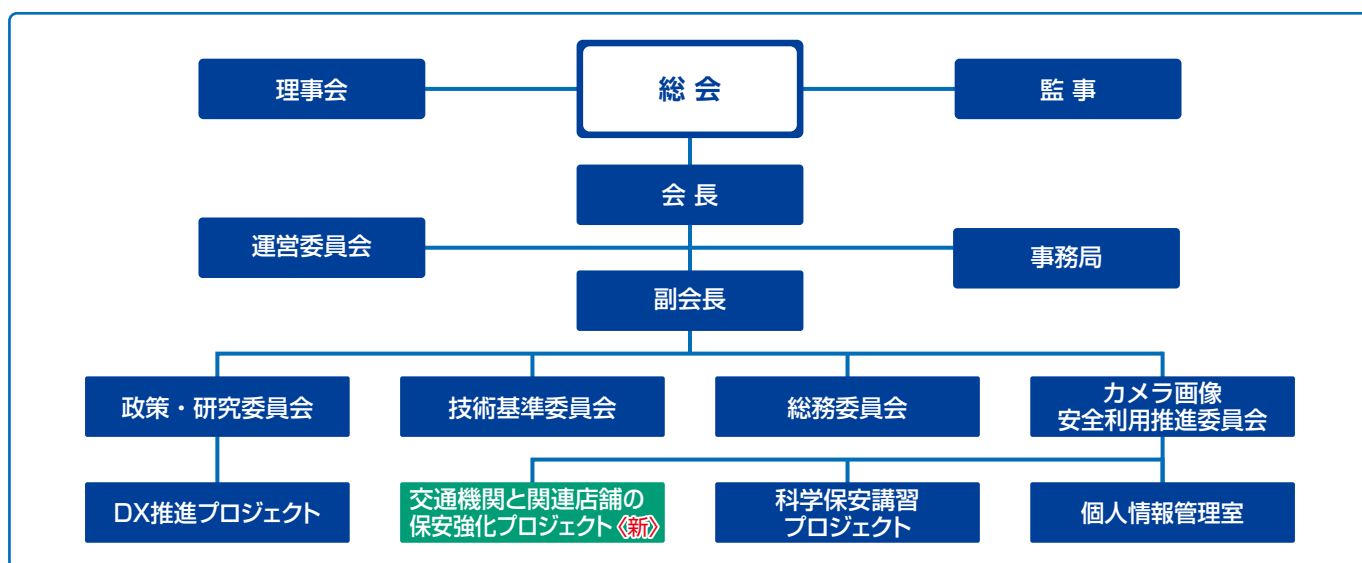 理事会
総 会
監 事
会 長
運営委員会
事務局
副会長
政策・研究委員会
技術基準委員会
総務委員会
カメラ画像
安全利用推進委員会
DX推進プロジェクト
交通機関と関連店舗の
保安強化プロジェクト《新》
科学保安講習
プロジェクト
個人情報管理室